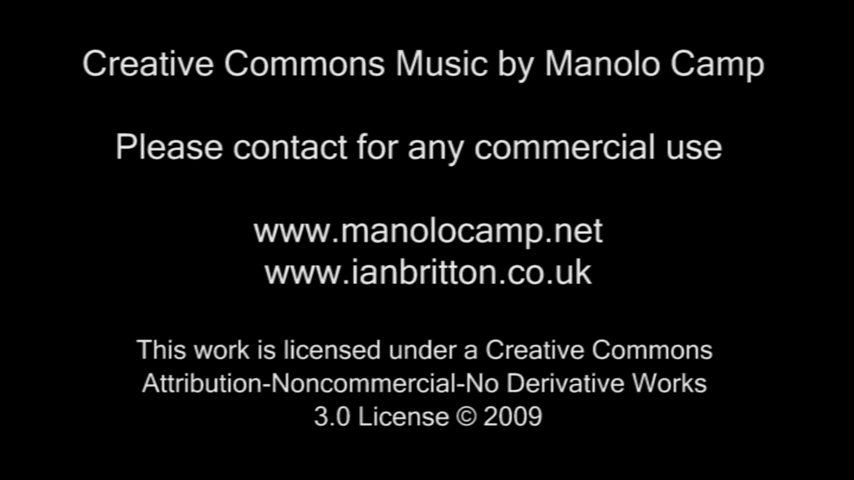 Creative Commons Music by Manolo Camp
Please contact for any commercial use
www.manolocamp.net
www.ianbritton.co.uk
This work is licensed under a Creative Commons
Attribution-Noncommercial-No Derivative Works
3.0 License © 2009